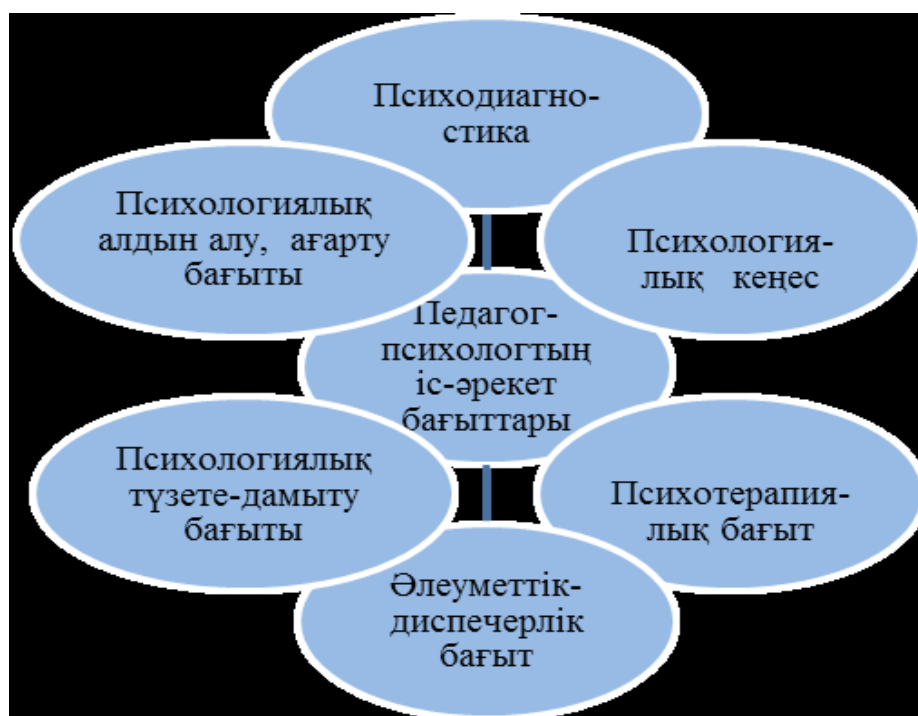 Психодиагно-
стика
Психологиялық
алдын алу, ағарту
бағыты
Психология-
лық кеңес
Педагог-
психологтың
іс-әрекет
бағыттары
Психологиялық
түзете-дамыту
бағыты
Психотерапия-
лық бағыт
Әлеуметтік-
диспечерлік
бағыт